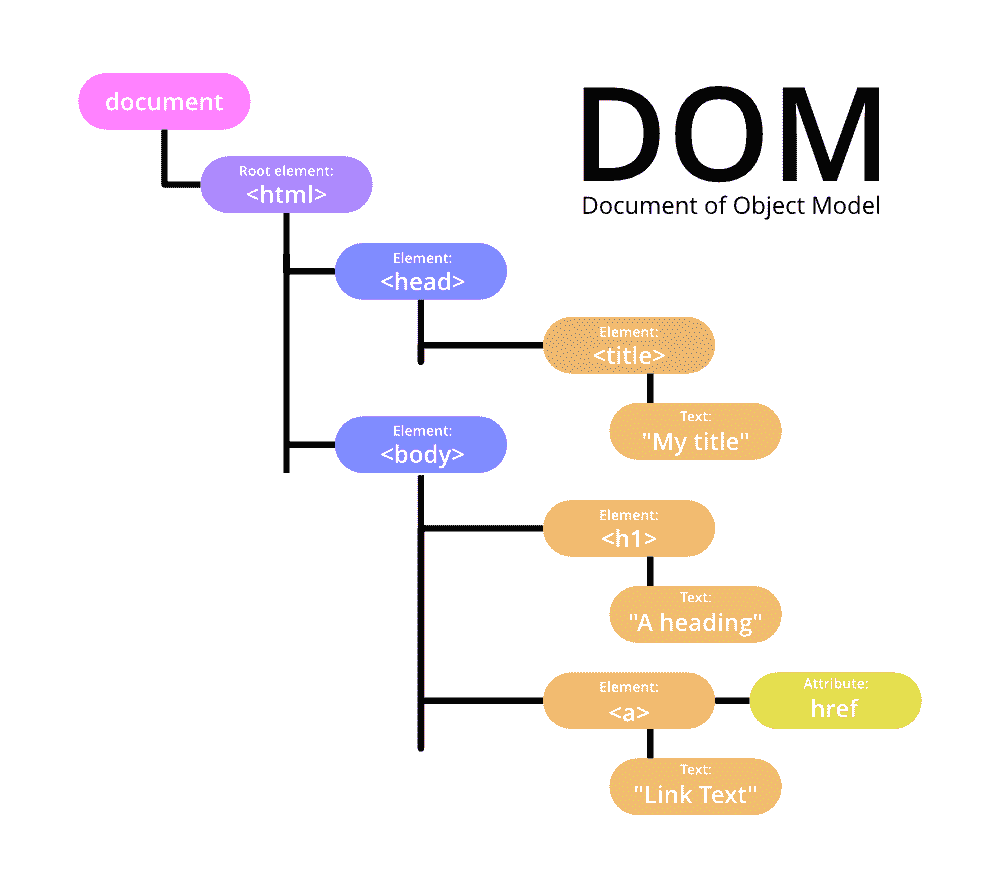 document
DOM
Document of Object Model
Root element:
<html>
Element:
<head>
Element:
<title>
Text:
"My title"
Element:
<body>
Element:
<h1>
Text:
"A heading"
Element:
<a>
Attribute:
href
Text:
"Link Text"